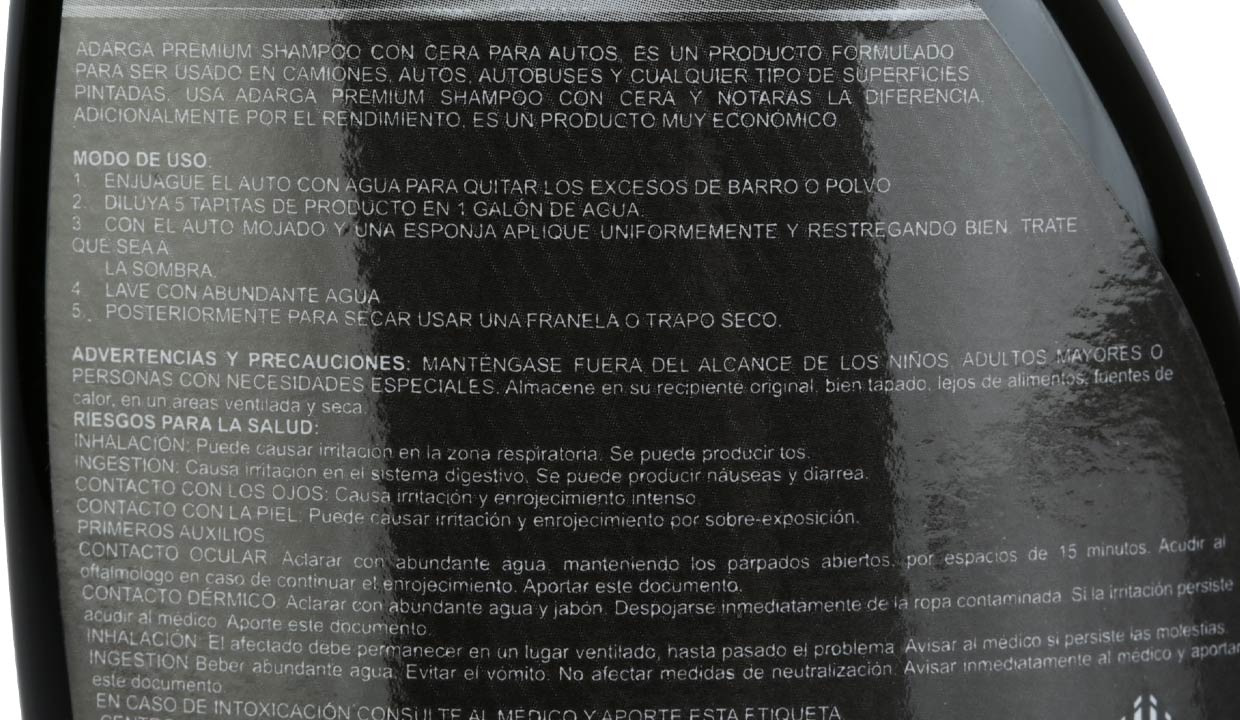 ADARGA PREMIUM SHAMPOO CON CERA PARA AUTOS, ES UN PRODUCTO FORMULADO
PARA SER USADO EN CAMIONES, AUTOS, AUTOBUSES Y CUALQUIER TIPO DE SUPERFICIES
PINTADAS. USA ADARGA PREMIUM SHAMPOO CON CERA Y NOTARAS LA DIFERENCIA,
ADICIONALMENTE POR EL RENDIMIENTO, ES UN PRODUCTO MUY ECONÓMICO.
MODO DE USO:
1. ENJUAGUE EL AUTO CON AGUA PARA QUITAR LOS EXCESOS DE BARRO O POLVO
2. DILUYA 5 TAPITAS DE PRODUCTO EN 1 GALÓN DE AGUA.
3. CON EL AUTO MOJADO Y UNA ESPONJA APLIQUE UNIFORMEMENTE Y RESTREGANDO BIEN. TRATE
QUE SEA A
LA SOMBRA.
4. LAVE CON ABUNDANTE AGUA
5. POSTERIORMENTE PARA SECAR USAR UNA FRANELA O TRAPO SECO.
ADVERTENCIAS Y PRECAUCIONES: MANTÉNGASE FUERA DEL ALCANCE DE LOS NIÑOS, ADULTOS MAYORES O
PERSONAS CON NECESIDADES ESPECIALES. Almacene en su recipiente original, bien tapado, lejos de alimentos, fuentes de
calor, en un areas ventilada y seca.
RIESGOS PARA LA SALUD:
INHALACIÓN: Puede causar irritación en la zona respiratoria. Se puede producir tos.
INGESTIÓN: Causa irritación en el sistema digestivo. Se puede producir náuseas y diarrea.
CONTACTO CON LOS OJOS: Causa irritación y enrojecimiento intenso.
CONTACTO CON LA PIEL: Puede causar irritación y enrojecimiento por sobre-exposición.
PRIMEROS AUXILIOS
CONTACTO OCULAR: Aclarar con abundante agua, manteniendo los párpados abiertos, por espacios de 15 minutos. Acudir al
oftalmologo en caso de continuar el enrojecimiento. Aportar este documento.
CONTACTO DÉRMICO: Aclarar con abundante agua y jabón. Despojarse inmediatamente de la ropa contaminada. Si la irritación persiste
acudir al médico. Aporte este documento.
INHALACIÓN: El afectado debe permanecer en un lugar ventilado, hasta pasado el problema. Avisar al médico si persiste las molestias.
INGESTIÓN: Beber abundante agua. Evitar el vómito. No afectar medidas de neutralización. Avisar inmediatamente al médico y aportar
este documento.
EN CASO DE INTOXICACIÓN CONSULTE AL MÉDICO Y APORTE ESTA ETIQUETA.